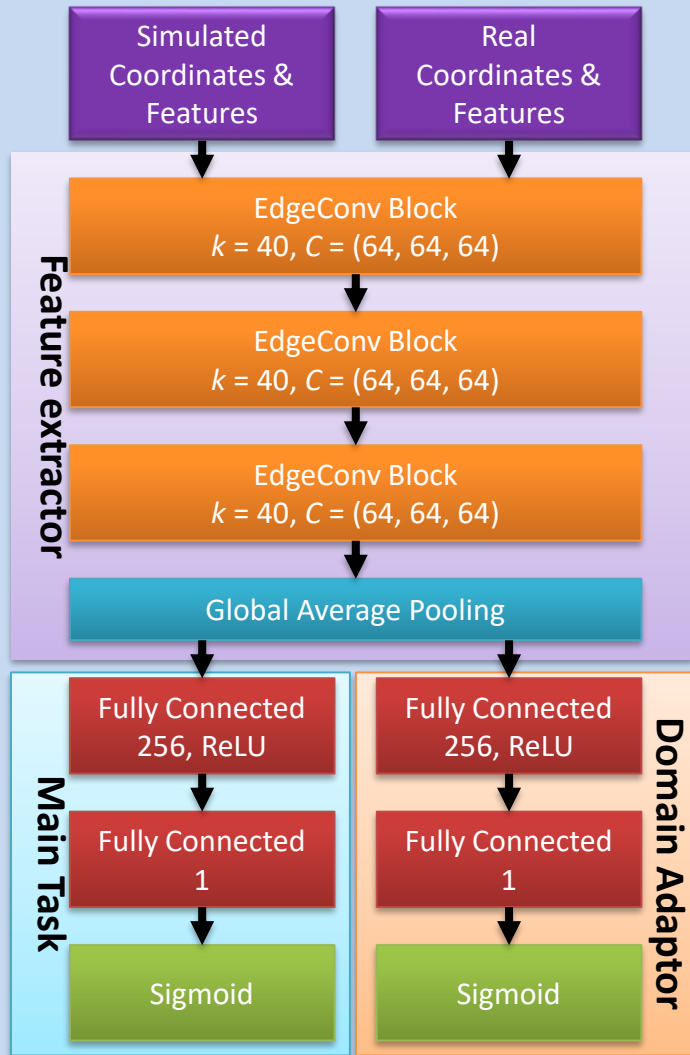 Simulated
Coordinates &
Features
Real
Coordinates &
Features
Feature extractor
EdgeConv Block
k = 40, C = (64, 64, 64)
EdgeConv Block
k = 40, C = (64, 64, 64)
EdgeConv Block
k = 40, C = (64, 64, 64)
Global Average Pooling
Main Task
Fully Connected
256, ReLU
Fully Connected
1
Sigmoid
Fully Connected
256, ReLU
Fully Connected
1
Sigmoid
Domain Adaptor